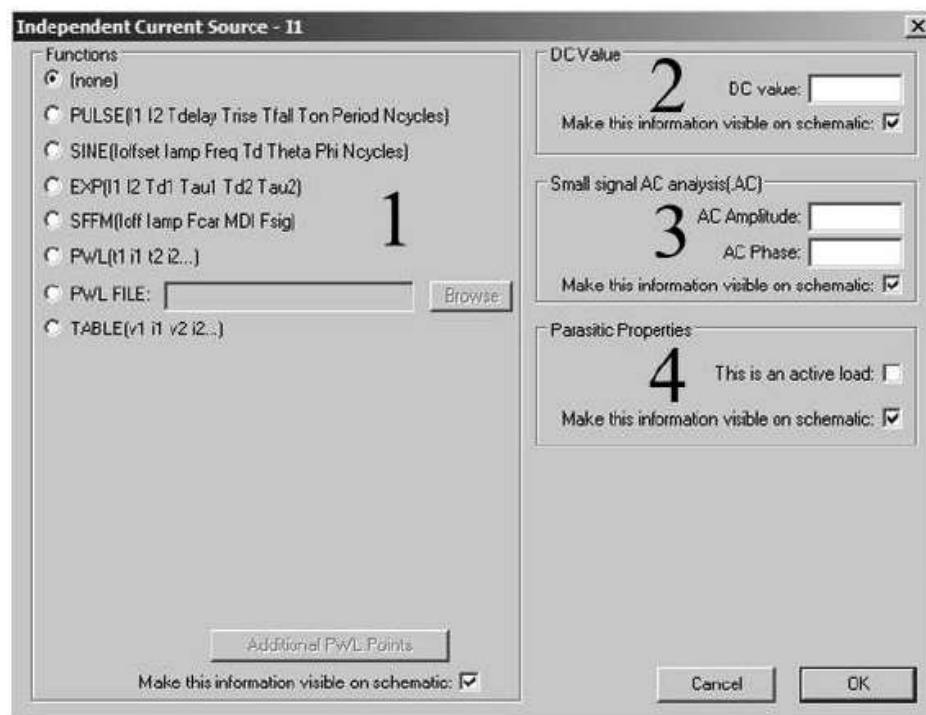 Independent Current Source - I1
Functions
(none)
PULSE(I1 I2 Tdelay Trise Tfall Ton Period Ncycles)
SINE(Ioffset Iamp Freq Td Theta Phi Ncycles)
EXP(I1 I2 Td1 Tau1 Td2 Tau2)
SFFM(Ioff Iamp Fcar MDI Fsig)
PWL(t1 i1 t2 i2...)
PWL FILE:
Browse
TABLE(v1 i1 v2 i2...)
1
Additional PWL Points
Make this information visible on schematic:
DC Value
2
DC value:
Make this information visible on schematic:
Small signal AC analysis(.AC)
3
AC Amplitude:
AC Phase:
Make this information visible on schematic:
Parasitic Properties
4
This is an active load:
Make this information visible on schematic:
Cancel
OK